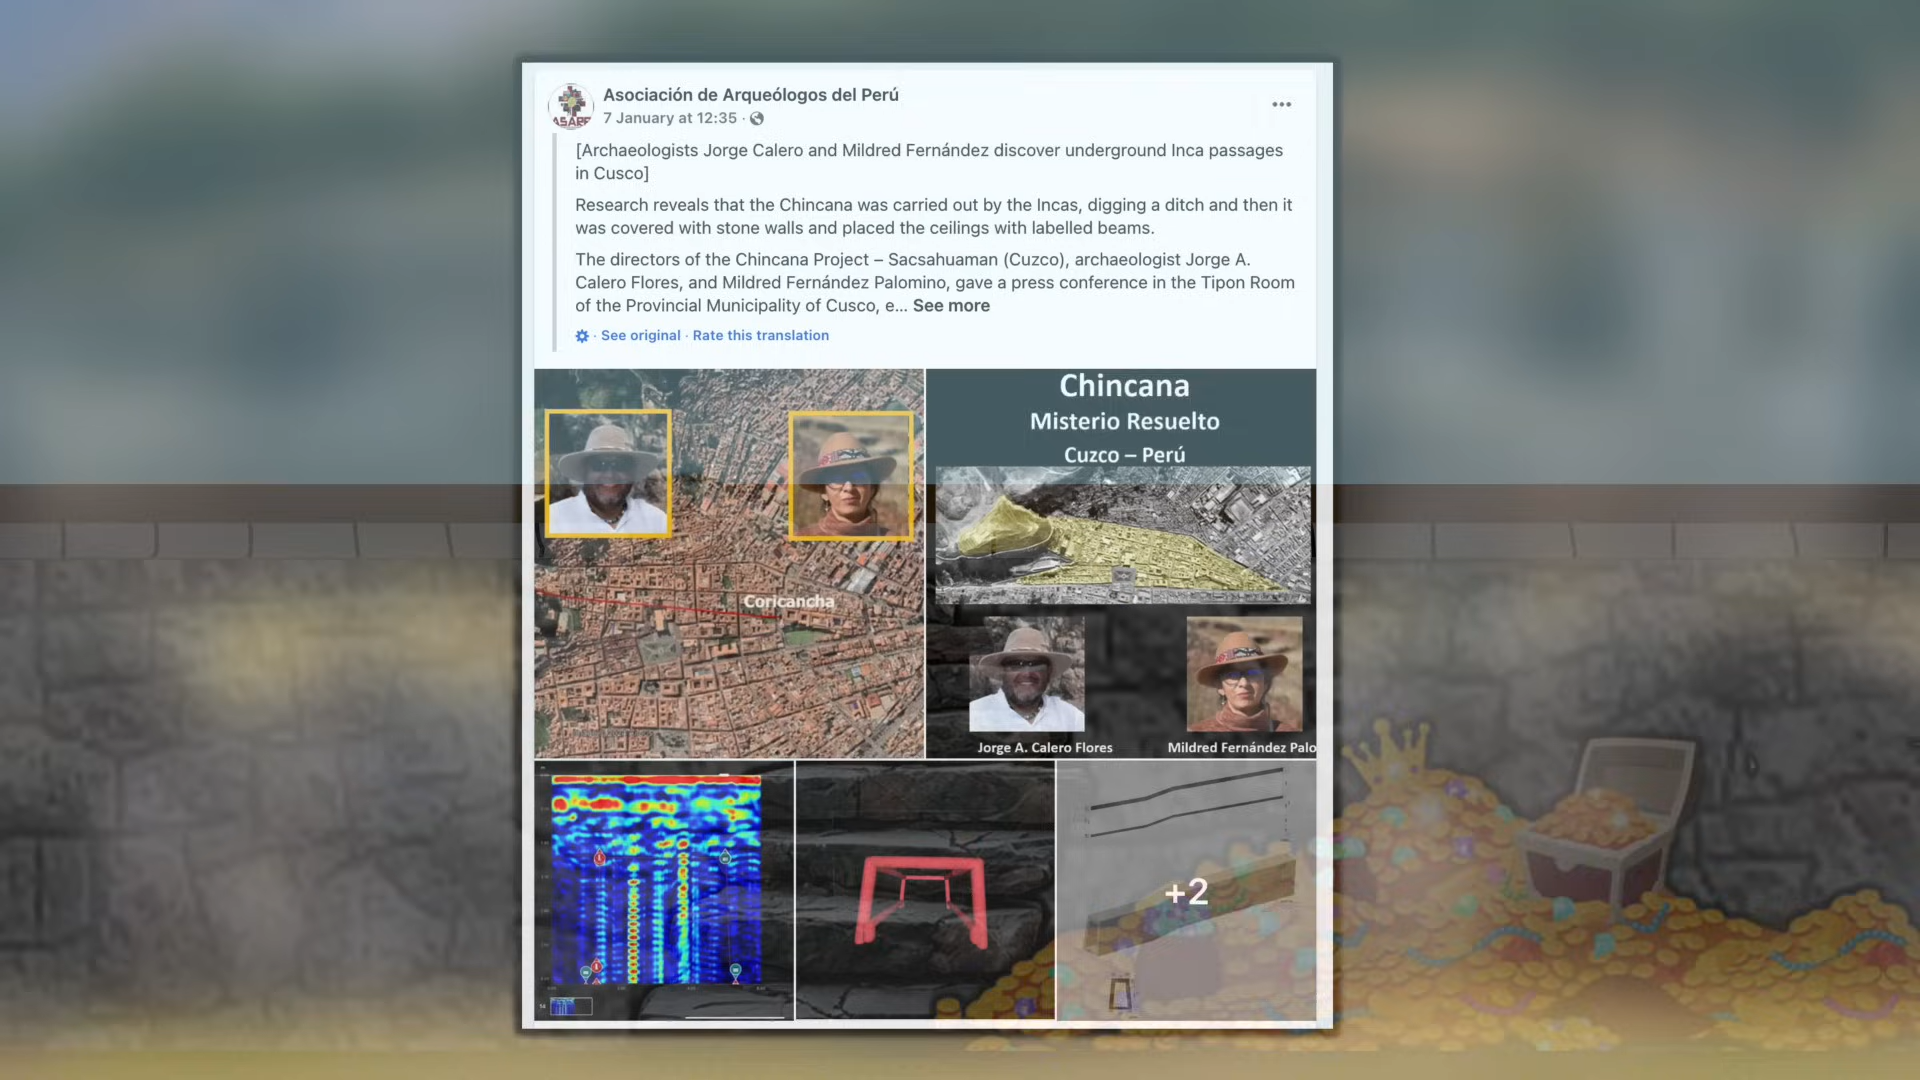 Asociación de Arqueólogos del Perú
7 January at 12:35 ·
ASARP
[Archaeologists Jorge Calero and Mildred Fernández discover underground Inca passages
in Cusco]
Research reveals that the Chincana was carried out by the Incas, digging a ditch and then it
was covered with stone walls and placed the ceilings with labelled beams.
The directors of the Chincana Project – Sacsahuaman (Cuzco), archaeologist Jorge A.
Calero Flores, and Mildred Fernández Palomino, gave a press conference in the Tipon Room
of the Provincial Municipality of Cusco, e... See more
· See original · Rate this translation
Coricancha
Chincana
Misterio Resuelto
Cuzco – Perú
Jorge A. Calero Flores
Mildred Fernández Palo
+2